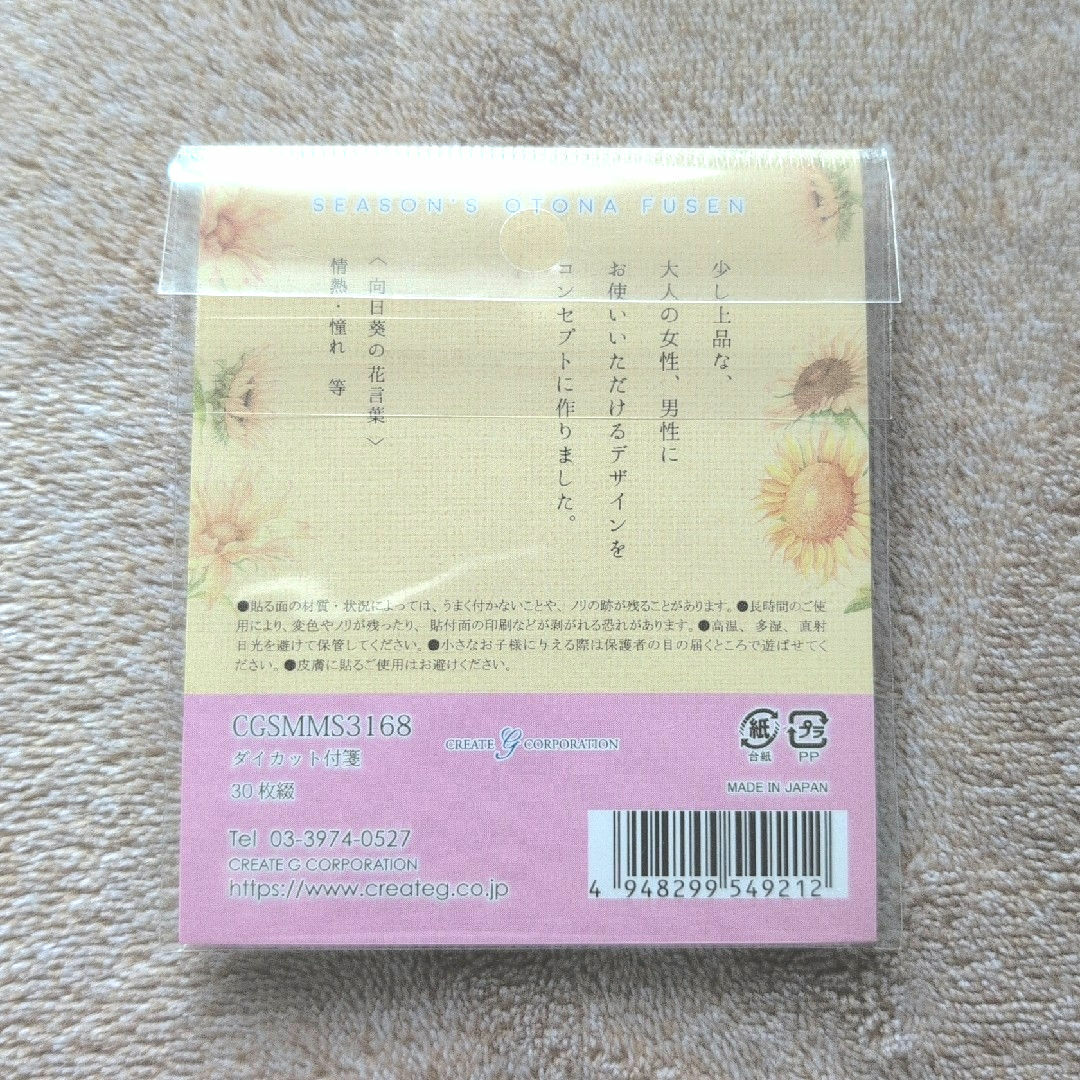 SEASON'S OTONA FUSEN
少し上品な、
大人の女性、男性に
お使いいただけるデザインを
コンセプトに作りました。
〈向日葵の花言葉〉
情熱・憧れ 等
●貼る面の材質・状況によっては、うまく付かないことや、ノリの跡が残ることがあります。●長時間のご使
用により、変色やノリが残ったり、貼付面の印刷などが剥がれる恐れがあります。●高温、多湿、直射
日光を避けて保管してください。●小さなお子様に与える際は保護者の目の届くところで遊ばせてく
ださい。●皮膚に貼るご使用はお避けください。
CGSMMS3168
ダイカット付箋
30枚綴
CREATE G CORPORATION
紙
台紙
プラ
PP
MADE IN JAPAN
Tel 03-3974-0527
CREATE G CORPORATION
https://www.createg.co.jp
4 948299 549212